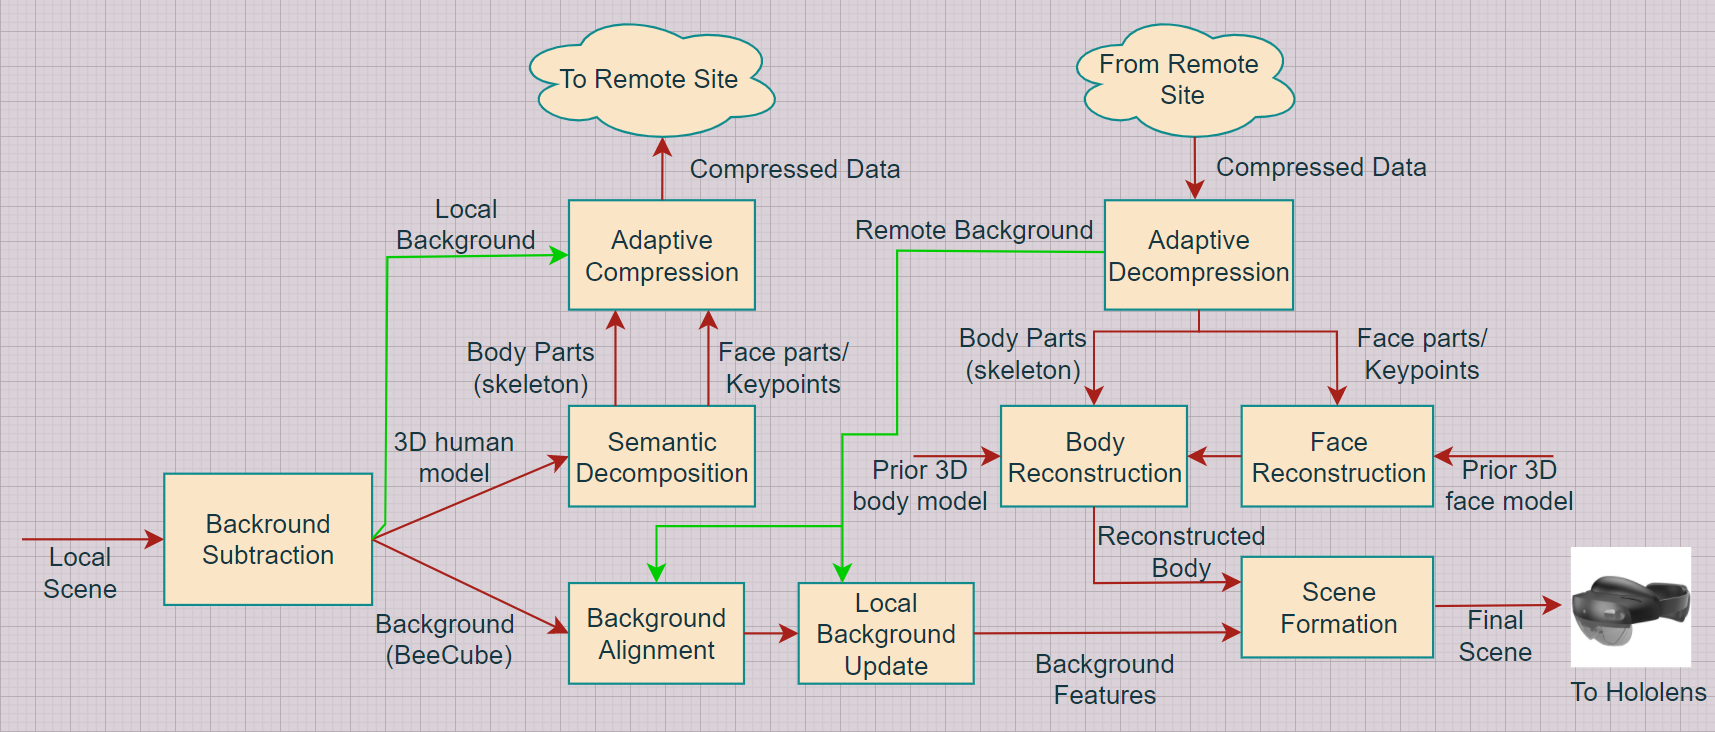 To Remote Site
From Remote
Site
Compressed Data
Compressed Data
Local
Background
Adaptive
Compression
Remote Background
Adaptive
Decompression
Body Parts
(skeleton)
Face parts/
Keypoints
Body Parts
(skeleton)
Face parts/
Keypoints
3D human
model
Semantic
Decomposition
Prior 3D
body model
Body
Reconstruction
Face
Reconstruction
Prior 3D
face model
Local
Scene
Backround
Subtraction
Background
(BeeCube)
Background
Alignment
Local
Background
Update
Reconstructed
Body
Background
Features
Scene
Formation
Final
Scene
To Hololens